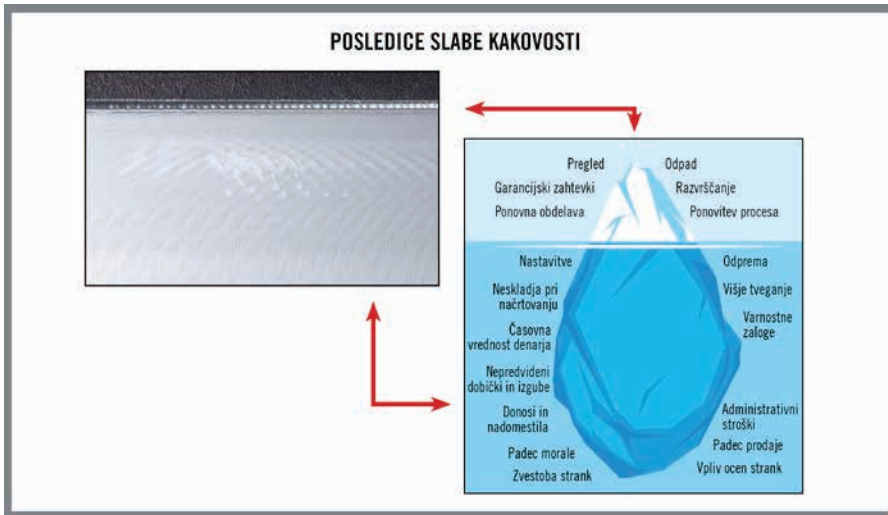 POSLEDICE SLABE KAKOVOSTI
Pregled
Odpad
Garancijski zahtevki
Razvrščanje
Ponovna obdelava
Ponovitev procesa
Nastavitve
Odprema
Neskladja pri
načrtovanju
Višje tveganje
Varnostne
zaloge
Časovna
vrednost denarja
Nepredvideni
dobički in izgube
Donosi in
nadomestila
Administrativni
stroški
Padec morale
Padec prodaje
Zvestoba strank
Vpliv ocen strank